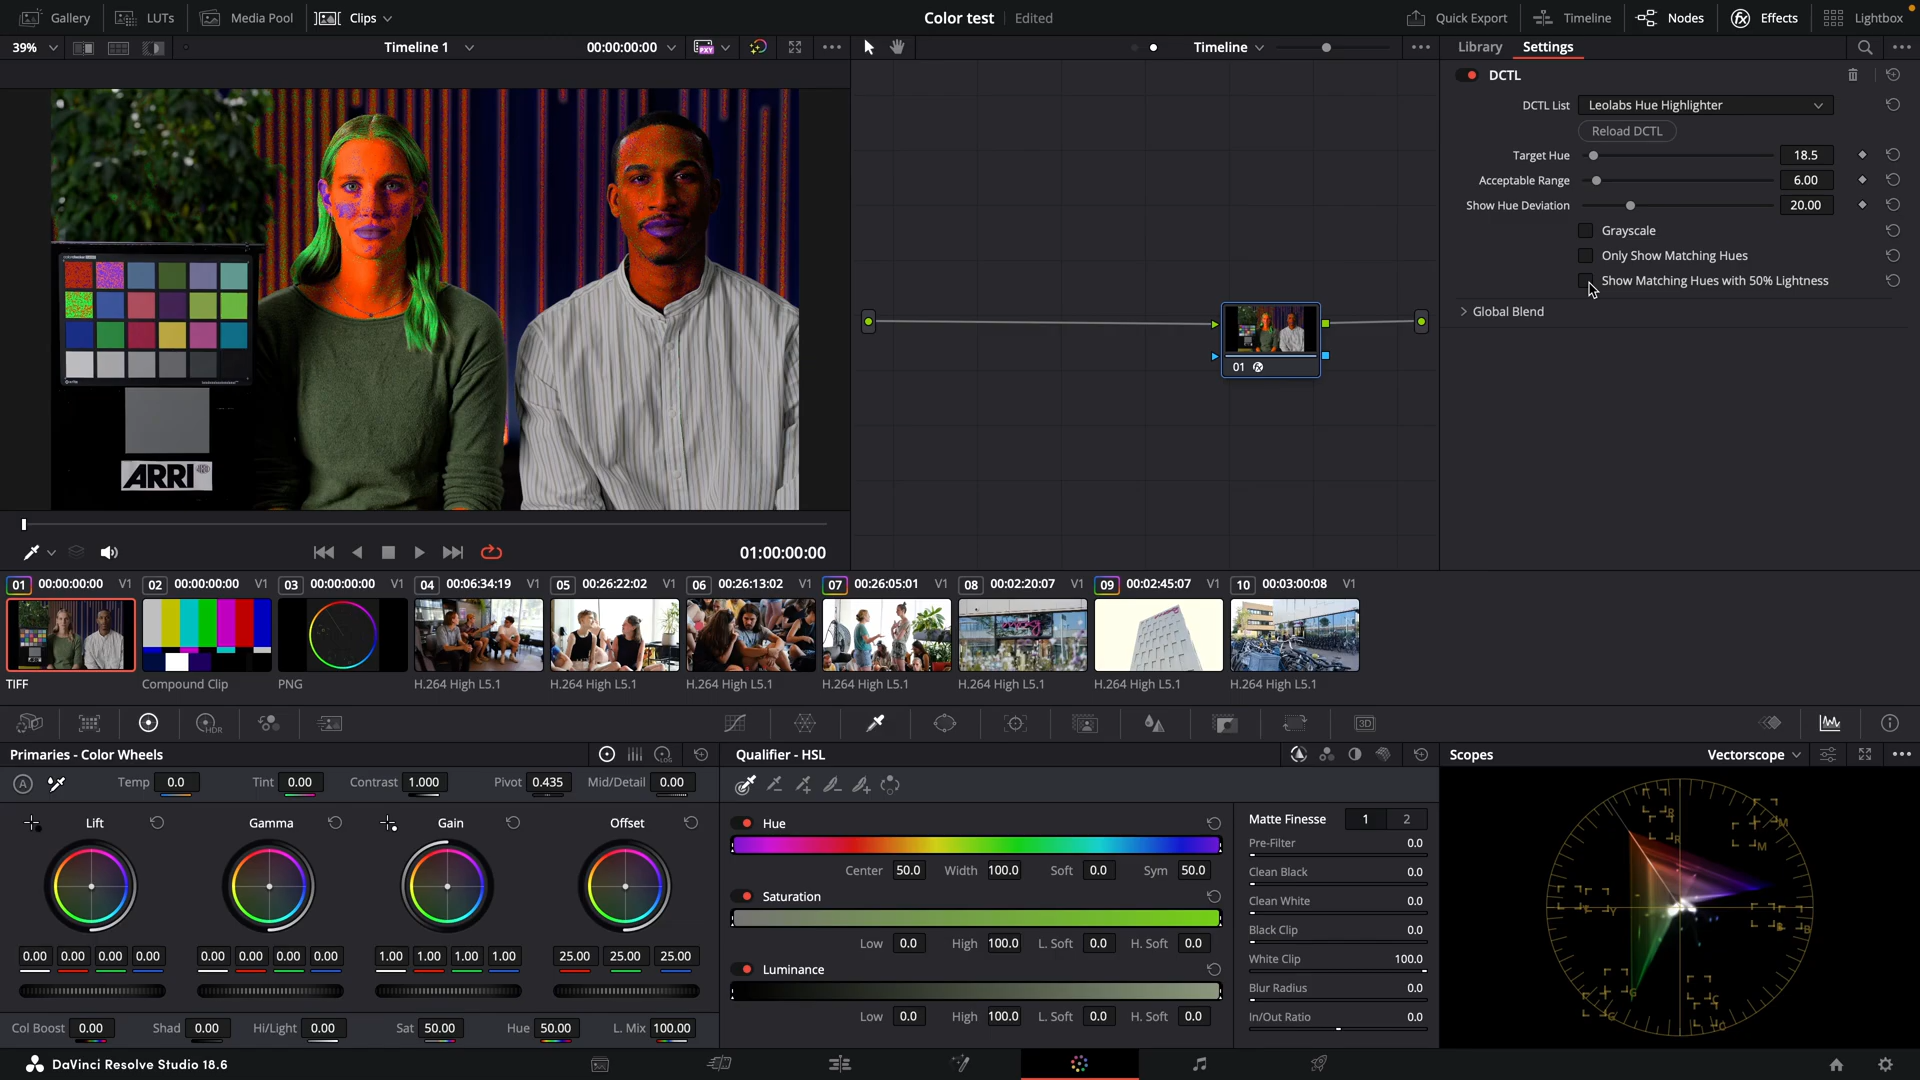 Gallery LUTs Media Pool Clips Color test Edited Quick Export Timeline Nodes Effects Lightbox
39% Timeline 1 00:00:00:00 PXY Timeline Library Settings
DCTL
DCTL List Leolabs Hue Highlighter
Reload DCTL
Target Hue 18.5
Acceptable Range 6.00
Show Hue Deviation 20.00
Grayscale
Only Show Matching Hues
Show Matching Hues with 50% Lightness
Global Blend
01
ARRI
01:00:00:00
01 00:00:00:00 V1 02 00:00:00:00 V1 03 00:00:00:00 V1 04 00:06:34:19 V1 05 00:26:22:02 V1 06 00:26:13:02 V1 07 00:26:05:01 V1 08 00:02:20:07 V1 09 00:02:45:07 V1 10 00:03:00:08 V1
TIFF Compound Clip PNG H.264 High L5.1 H.264 High L5.1 H.264 High L5.1 H.264 High L5.1 H.264 High L5.1 H.264 High L5.1 H.264 High L5.1
HDR 3D
Primaries - Color Wheels LOG Qualifier - HSL Scopes Vectorscope
A Temp 0.0 Tint 0.00 Contrast 1.000 Pivot 0.435 Mid/Detail 0.00
Lift Gamma Gain Offset
0.00 0.00 0.00 0.00 0.00 0.00 0.00 0.00 1.00 1.00 1.00 1.00 25.00 25.00 25.00
Col Boost 0.00 Shad 0.00 Hi/Light 0.00 Sat 50.00 Hue 50.00 L. Mix 100.00
Hue
Center 50.0 Width 100.0 Soft 0.0 Sym 50.0
Saturation
Low 0.0 High 100.0 L. Soft 0.0 H. Soft 0.0
Luminance
Low 0.0 High 100.0 L. Soft 0.0 H. Soft 0.0
Matte Finesse 1 2
Pre-Filter 0.0
Clean Black 0.0
Clean White 0.0
Black Clip 0.0
White Clip 100.0
Blur Radius 0.0
In/Out Ratio 0.0
R
R
M
M
Y
Y
B
B
G
G
C
C
DaVinci Resolve Studio 18.6